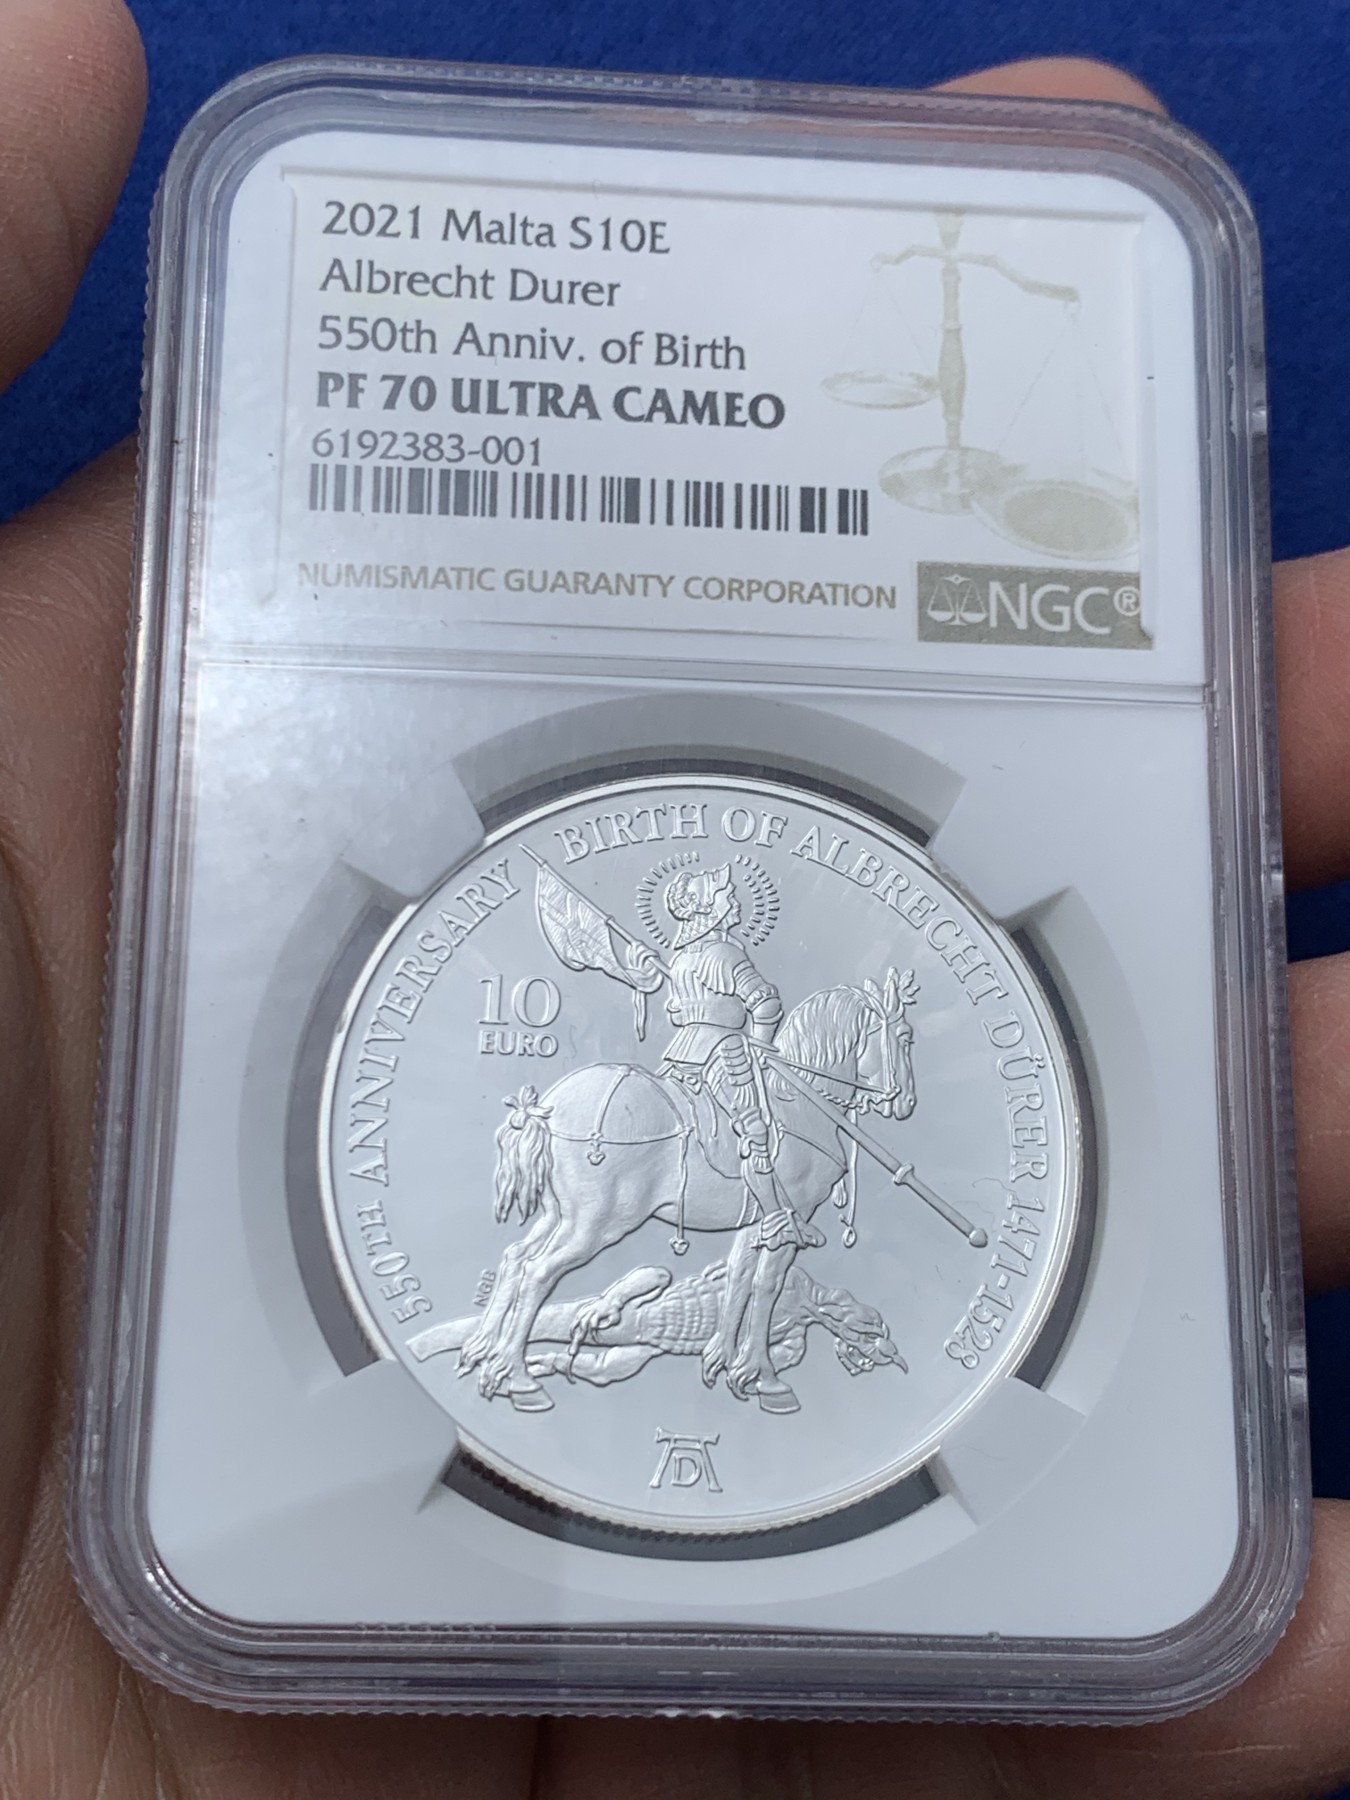 2021 Malta S10E
Albrecht Durer
550th Anniv. of Birth
PF 70 ULTRA CAMEO
6192383-001
NUMISMATIC GUARANTY CORPORATION
NGC®
550TH ANNIVERSARY BIRTH OF ALBRECHT DÜRER 1471-1528
10
EURO
NGB
AD